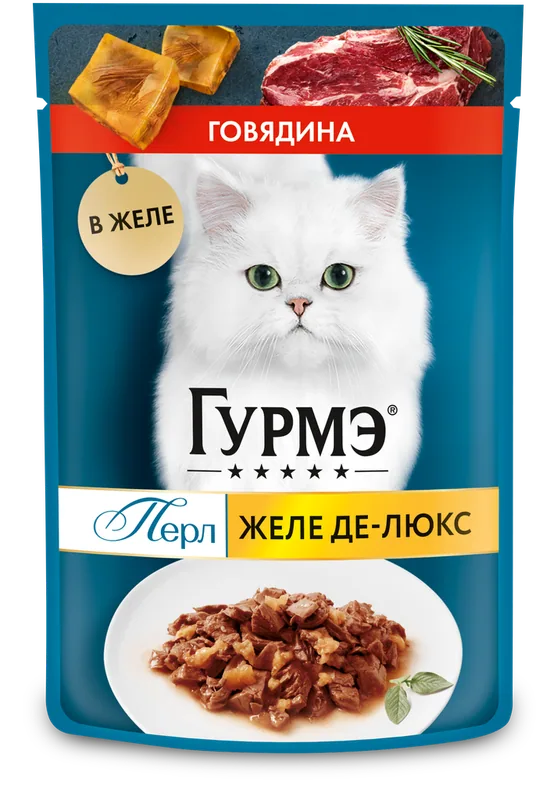 ГОВЯДИНА
В ЖЕЛЕ
ГУРМЭ®
Перл
ЖЕЛЕ ДЕ-ЛЮКС